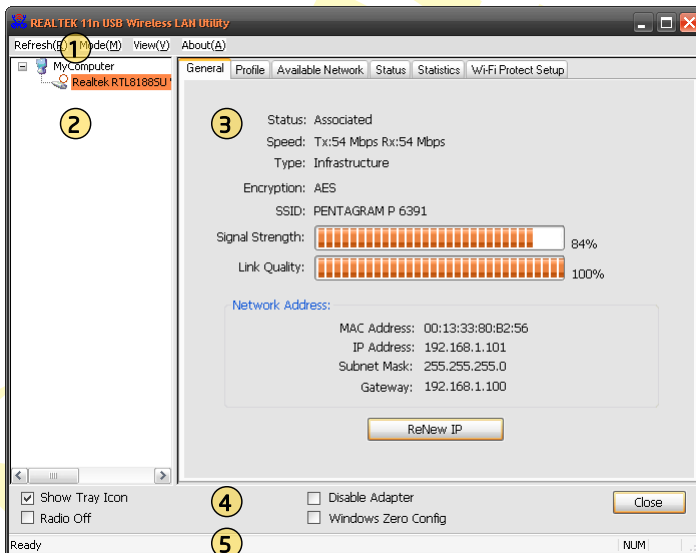 REALTEK 11n USB Wireless LAN Utility
Refresh(R) Mode(M) View(V) About(A)
1
MyComputer
Realtek RTL8188SU
2
General Profile Available Network Status Statistics Wi-Fi Protect Setup
3
Status: Associated
Speed: Tx:54 Mbps Rx:54 Mbps
Type: Infrastructure
Encryption: AES
SSID: PENTAGRAM P 6391
Signal Strength: 84%
Link Quality: 100%
Network Address:
MAC Address: 00:13:33:80:B2:56
IP Address: 192.168.1.101
Subnet Mask: 255.255.255.0
Gateway: 192.168.1.100
ReNew IP
Show Tray Icon
Radio Off
4
Disable Adapter
Windows Zero Config
Close
Ready
5
NUM